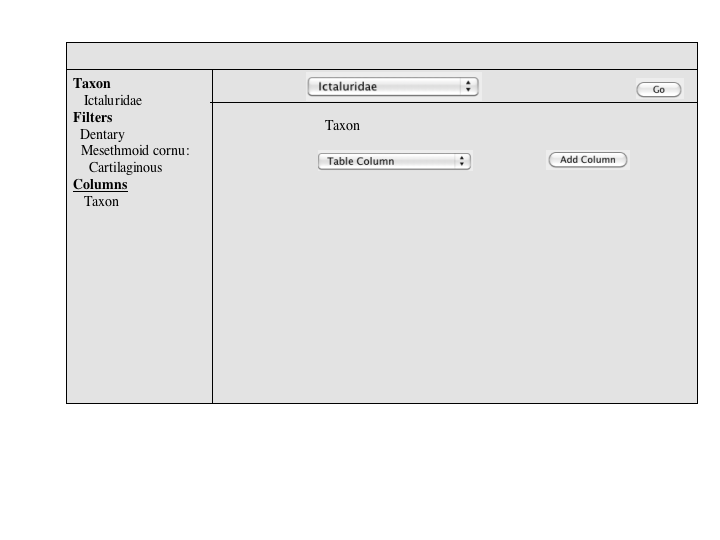 Taxon
Ictaluridae
Filters
Dentary
Mesethmoid cornu:
Cartilaginous
Columns
Taxon
Ictaluridae
Go
Taxon
Table Column
Add Column